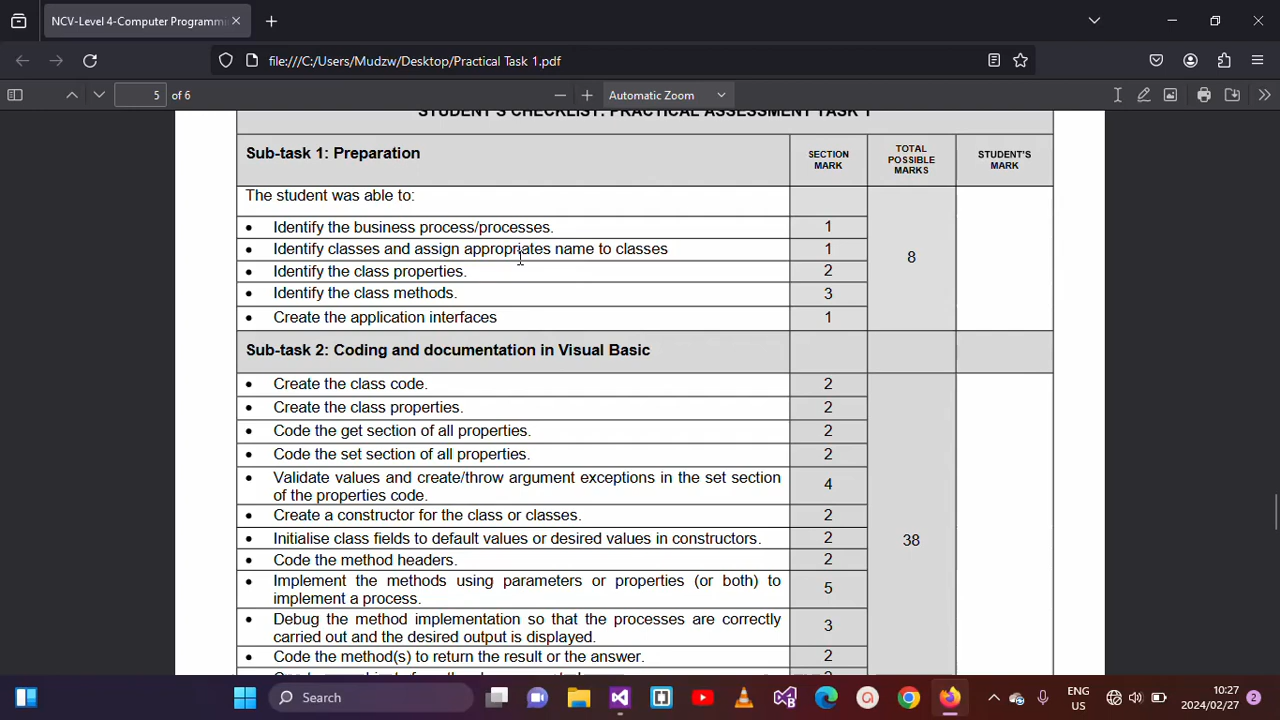 NCV-Level 4-Computer Programm
file:///C:/Users/Mudzw/Desktop/Practical Task 1.pdf
5 of 6
Automatic Zoom
STUDENT'S CHECKLIST: PRACTICAL ASSESSMENT TASK 1
Sub-task 1: Preparation
SECTION
MARK
TOTAL
POSSIBLE
MARKS
STUDENT'S
MARK
The student was able to:
• Identify the business process/processes. 1
• Identify classes and assign appropriates name to classes 1
• Identify the class properties. 2
• Identify the class methods. 3
• Create the application interfaces 1
8
Sub-task 2: Coding and documentation in Visual Basic
• Create the class code. 2
• Create the class properties. 2
• Code the get section of all properties. 2
• Code the set section of all properties. 2
• Validate values and create/throw argument exceptions in the set section
of the properties code. 4
• Create a constructor for the class or classes. 2
• Initialise class fields to default values or desired values in constructors. 2
• Code the method headers. 2
• Implement the methods using parameters or properties (or both) to
implement a process. 5
• Debug the method implementation so that the processes are correctly
carried out and the desired output is displayed. 3
• Code the method(s) to return the result or the answer. 2
38
Search
ENG
US
10:27
2024/02/27
2